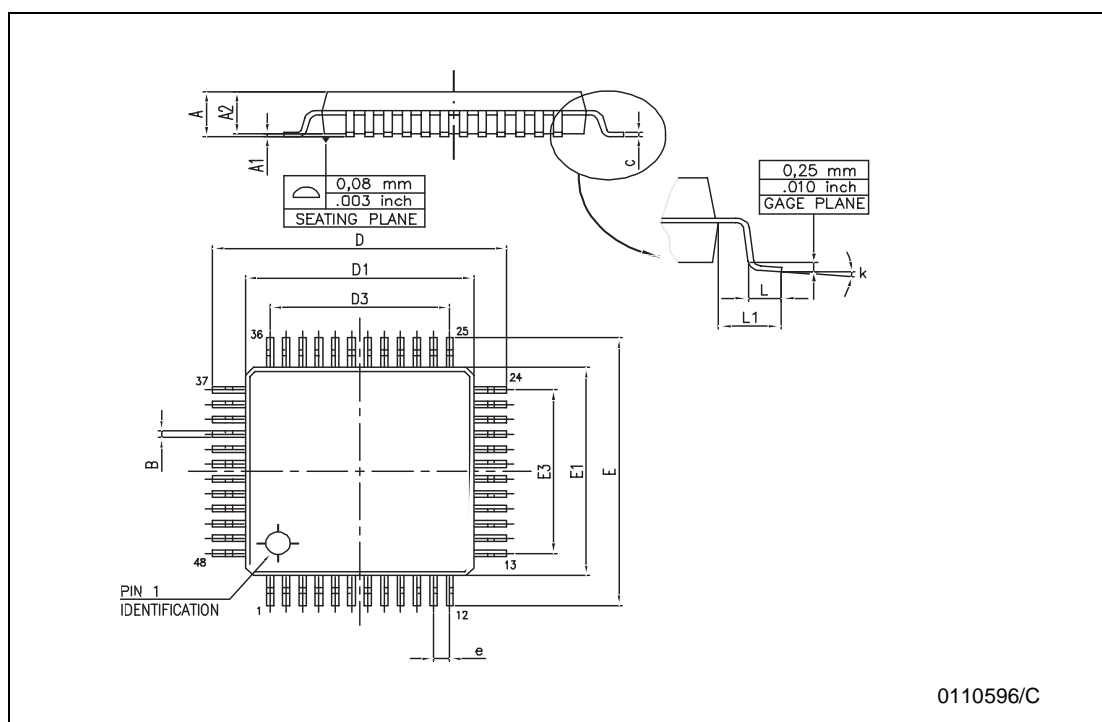 A
A2
A1
0,08 mm
.003 inch
SEATING PLANE
c
0,25 mm
.010 inch
GAGE PLANE
k
L
L1
D
D1
D3
36
25
37
24
B
E3
E1
E
48
13
PIN 1
IDENTIFICATION
1
12
e
0110596/C